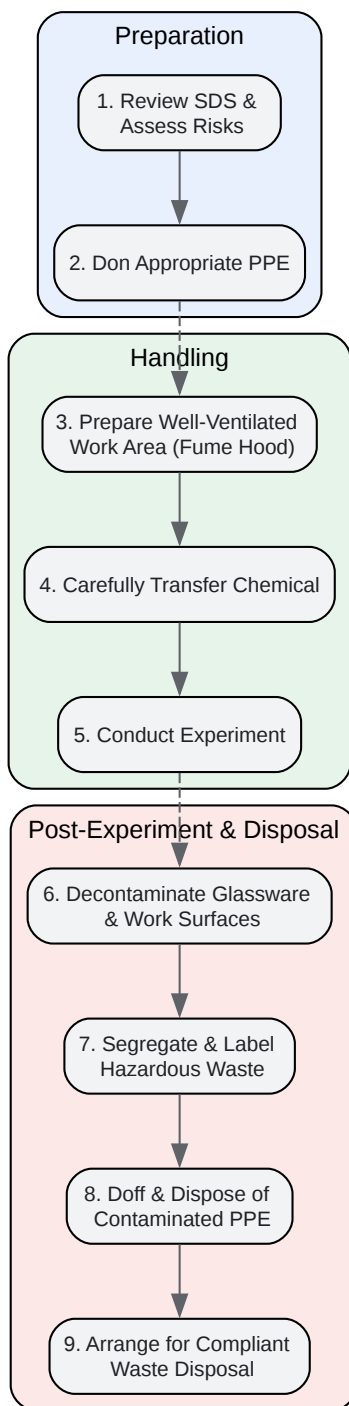 Preparation
1. Review SDS &
Assess Risks
2. Don Appropriate PPE
Handling
3. Prepare Well-Ventilated
Work Area (Fume Hood)
4. Carefully Transfer Chemical
5. Conduct Experiment
Post-Experiment & Disposal
6. Decontaminate Glassware
& Work Surfaces
7. Segregate & Label
Hazardous Waste
8. Doff & Dispose of
Contaminated PPE
9. Arrange for Compliant
Waste Disposal